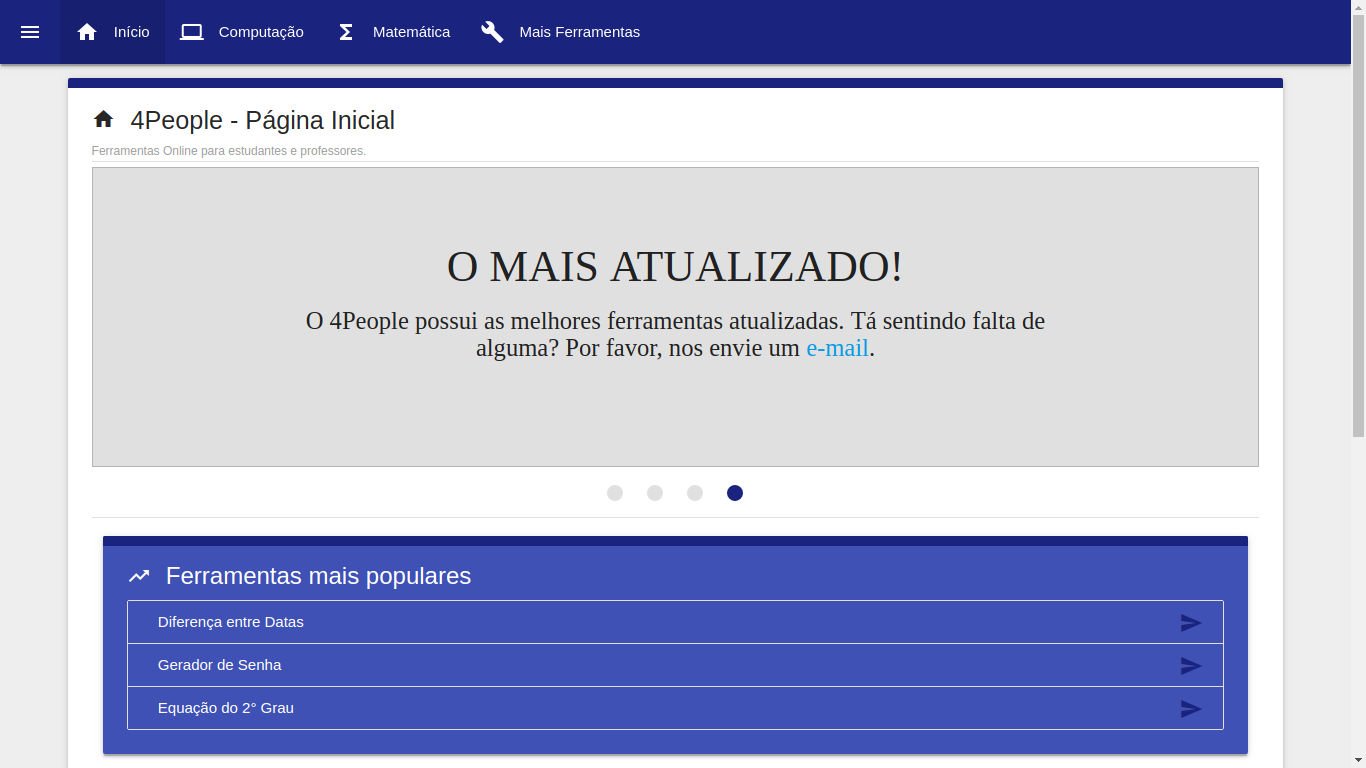 Início
Computação
Matemática
Mais Ferramentas
4People - Página Inicial
Ferramentas Online para estudantes e professores.
O MAIS ATUALIZADO!
O 4People possui as melhores ferramentas atualizadas. Tá sentindo falta de
alguma? Por favor, nos envie um e-mail.
Ferramentas mais populares
Diferença entre Datas
Gerador de Senha
Equação do 2° Grau